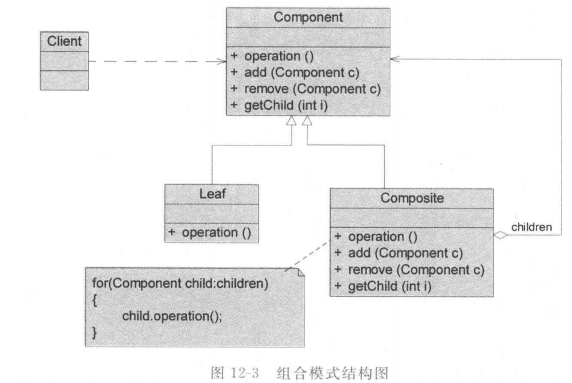 Component
Client
+ operation ()
+ add (Component c)
+ remove (Component c)
+ getChild (int i)
Leaf
+ operation ()
Composite
+ operation ()
+ add (Component c)
+ remove (Component c)
+ getChild (int i)
children
for(Component child:children)
{
child.operation();
}
图 12-3 组合模式结构图